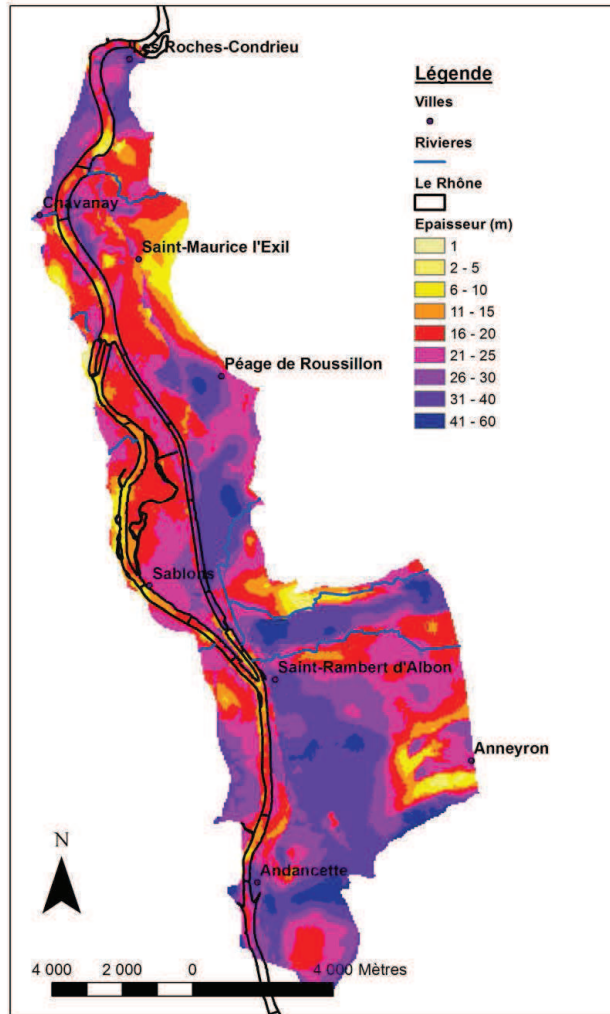 Les Roches-Condrieu
Légende
Villes
Rivieres
Le Rhône
Chavanay
Epaisseur (m)
Saint-Maurice l'Exil
1
2 - 5
6 - 10
11 - 15
16 - 20
21 - 25
26 - 30
31 - 40
41 - 60
Péage de Roussillon
Sablons
Saint-Rambert d'Albon
Anneyron
N
Andancette
4 000 2 000 0 4 000 Mètres